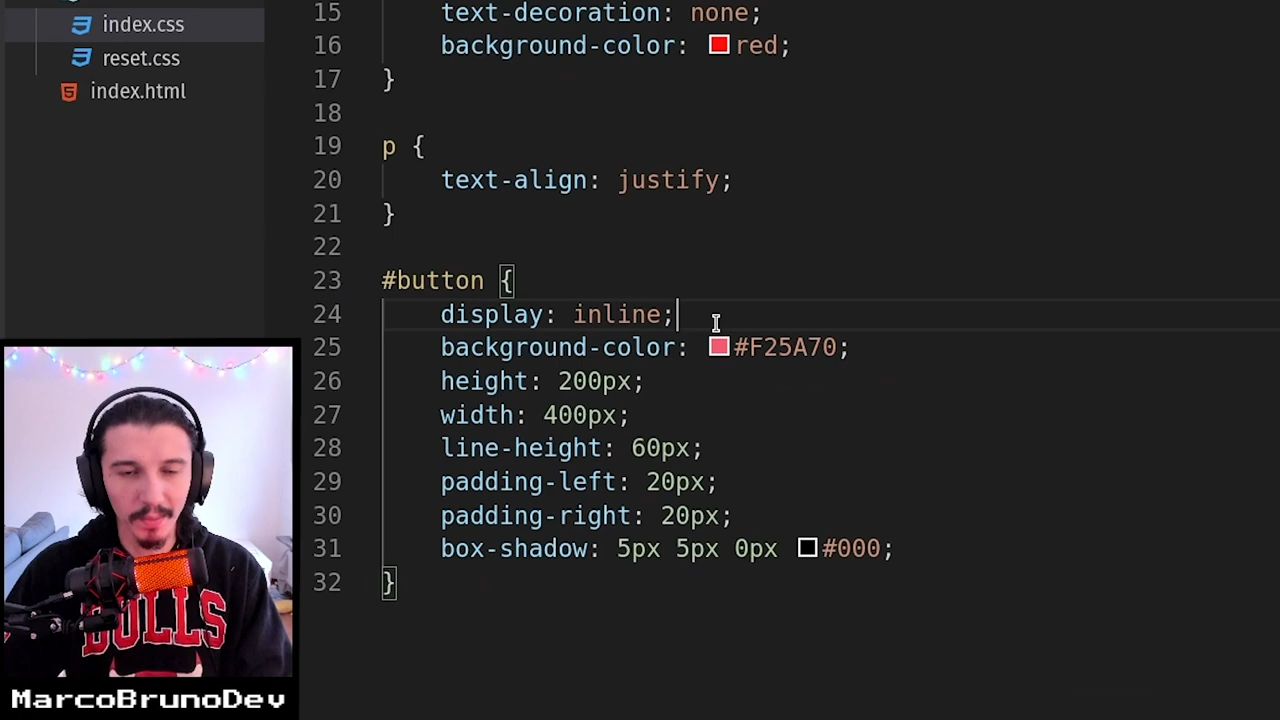 index.css
reset.css
index.html
15 text-decoration: none;
16 background-color: red;
17 }
18
19 p {
20 text-align: justify;
21 }
22
23 #button {
24 display: inline;
25 background-color: #F25A70;
26 height: 200px;
27 width: 400px;
28 line-height: 60px;
29 padding-left: 20px;
30 padding-right: 20px;
31 box-shadow: 5px 5px 0px #000;
32 }
BULLS
MarcoBrunoDev